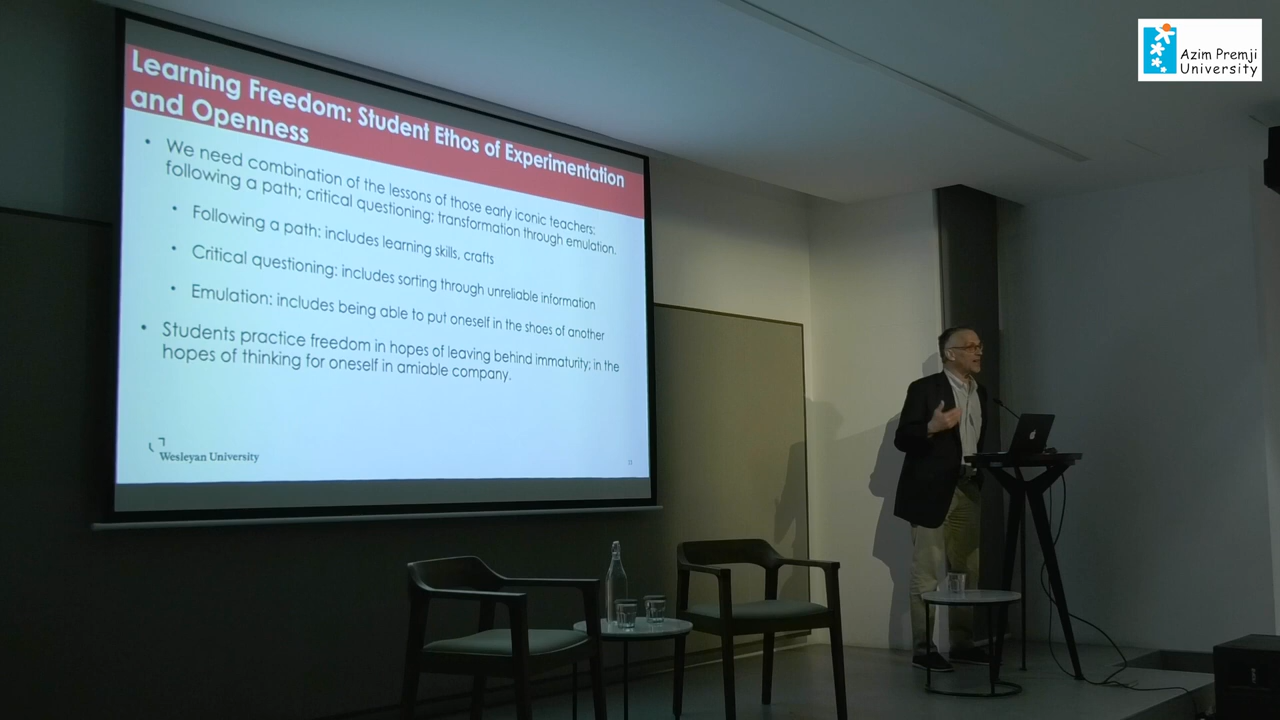 Azim Premji
University
Learning Freedom: Student Ethos of Experimentation
and Openness
• We need combination of the lessons of those early iconic teachers:
following a path; critical questioning; transformation through emulation.
• Following a path: includes learning skills, crafts
• Critical questioning: includes sorting through unreliable information
• Emulation: includes being able to put oneself in the shoes of another
• Students practice freedom in hopes of leaving behind immaturity; in the
hopes of thinking for oneself in amiable company.
Wesleyan University